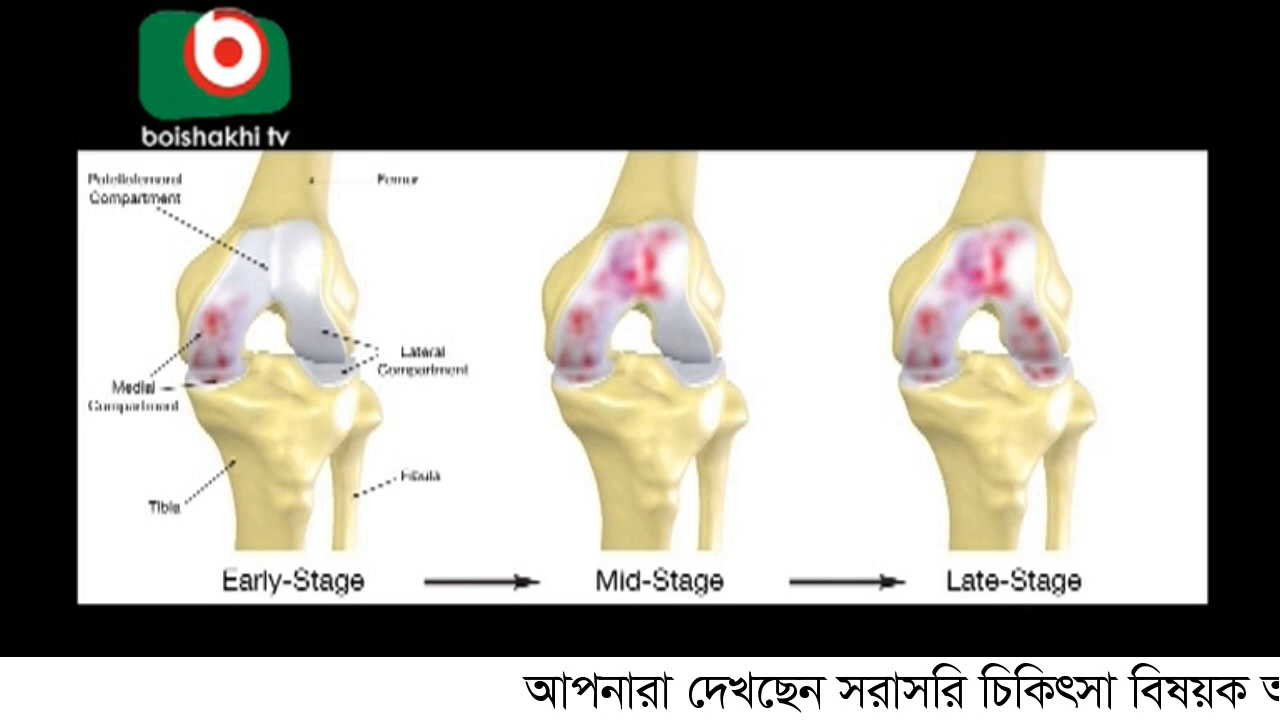 boishakhi tv
Patellofemoral
Compartment
Femur
Lateral
Compartment
Medial
Compartment
Tibia
Fibula
Early-Stage
Mid-Stage
Late-Stage
আপনারা দেখছেন সরাসরি চিকিৎসা বিষয়ক